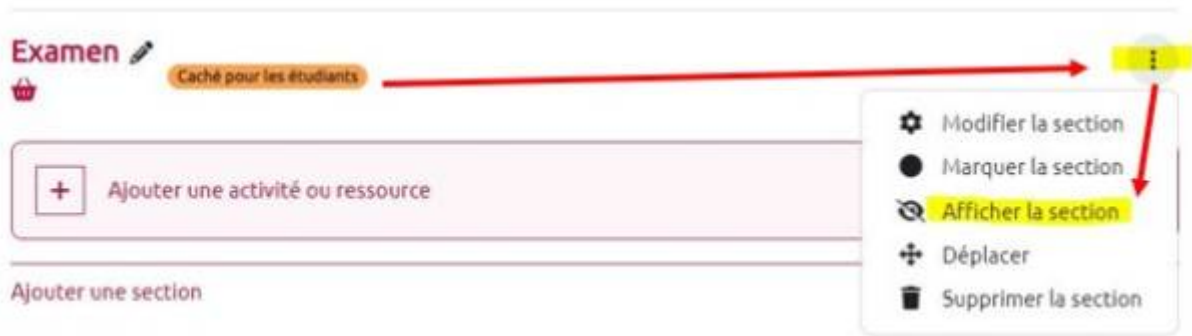 Examen
Caché pour les étudiants
Modifier la section
Ajouter une activité ou ressource
Marquer la section
Afficher la section
Déplacer
Ajouter une section
Supprimer la section